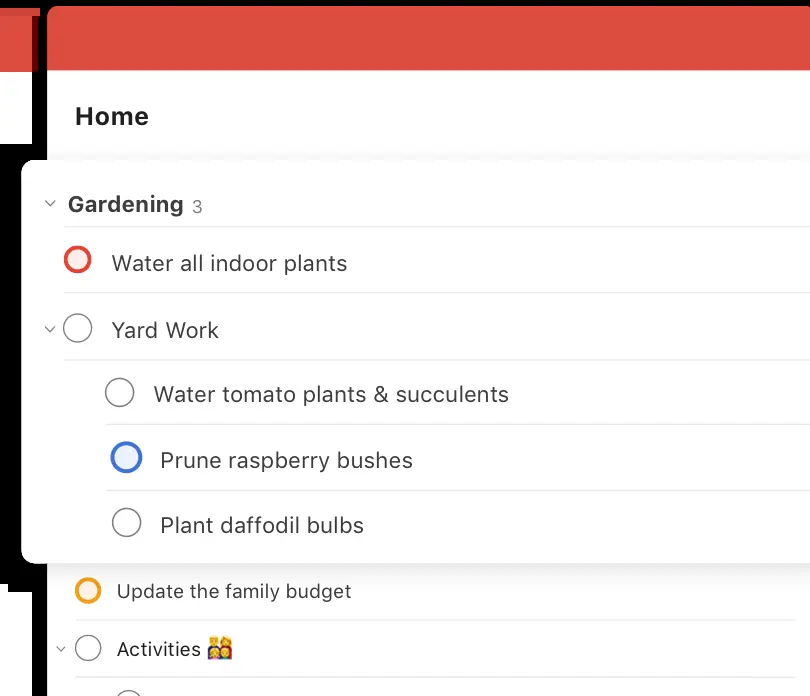 Home
Gardening 3
Water all indoor plants
Yard Work
Water tomato plants & succulents
Prune raspberry bushes
Plant daffodil bulbs
Update the family budget
Activities 👨‍👩‍👧‍👦